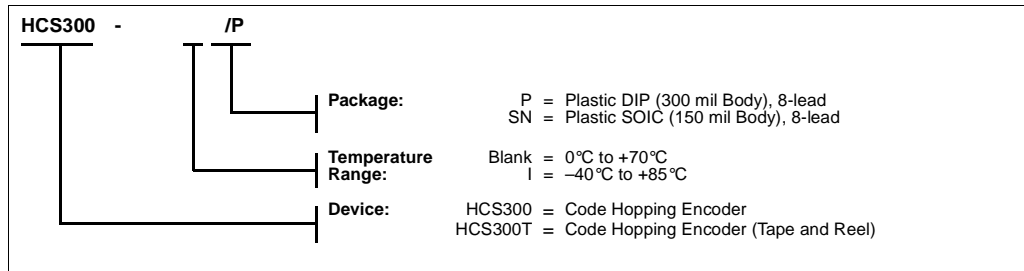 HCS300 - /P
Package: P = Plastic DIP (300 mil Body), 8-lead
SN = Plastic SOIC (150 mil Body), 8-lead
Temperature Blank = 0°C to +70°C
Range: I = –40°C to +85°C
Device: HCS300 = Code Hopping Encoder
HCS300T = Code Hopping Encoder (Tape and Reel)